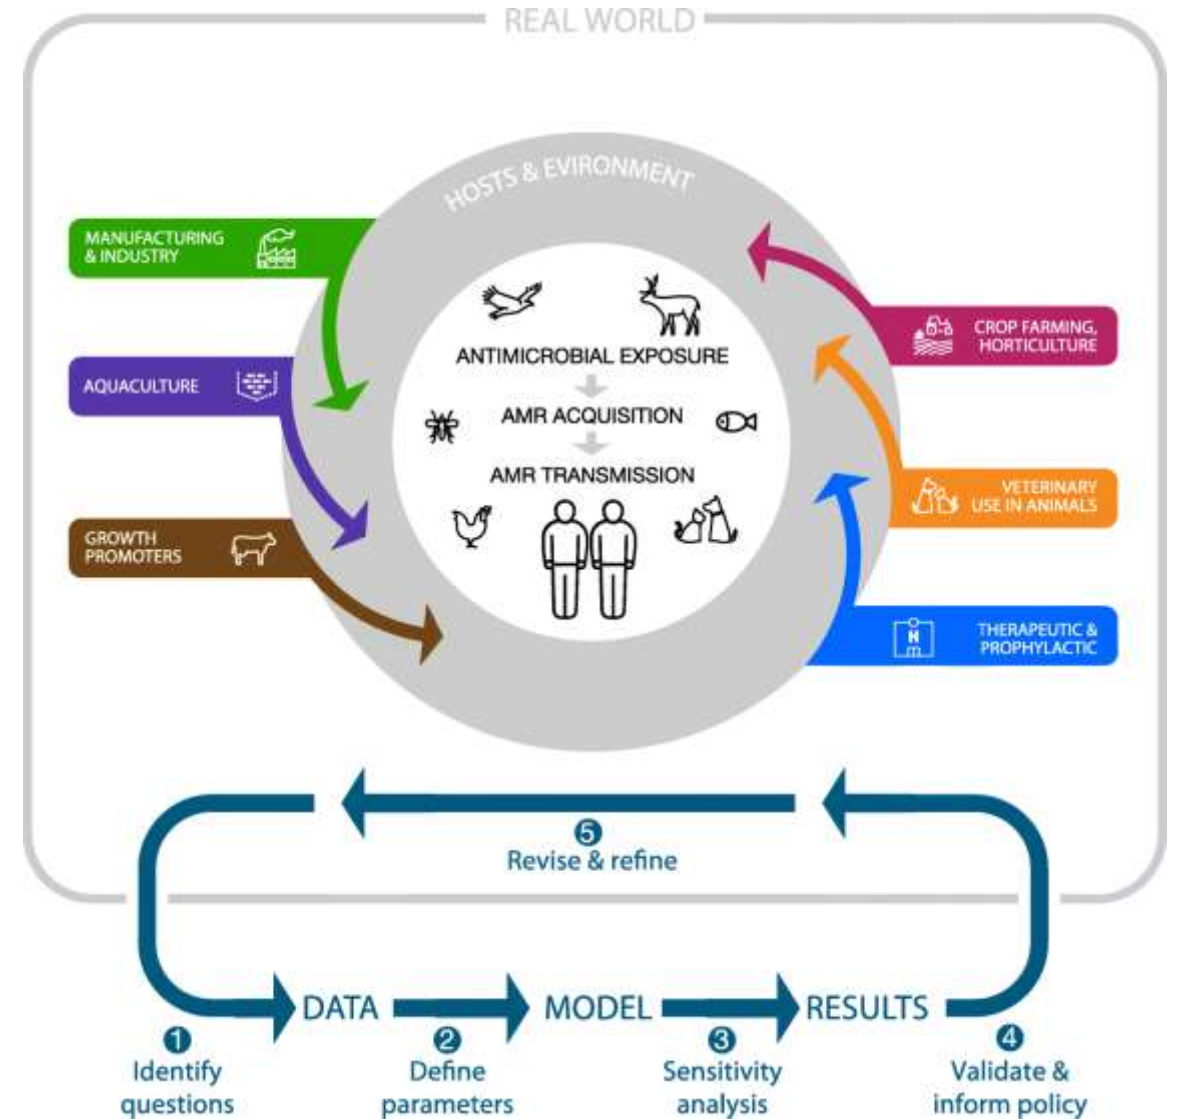 REAL WORLD
HOSTS & EVIRONMENT
MANUFACTURING
& INDUSTRY
AQUACULTURE
GROWTH
PROMOTERS
ANTIMICROBIAL EXPOSURE
AMR ACQUISITION
AMR TRANSMISSION
CROP FARMING,
HORTICULTURE
VETERINARY
USE IN ANIMALS
H
THERAPEUTIC &
PROPHYLACTIC
5
Revise & refine
DATA
MODEL
RESULTS
1
Identify
questions
2
Define
parameters
3
Sensitivity
analysis
4
Validate &
inform policy